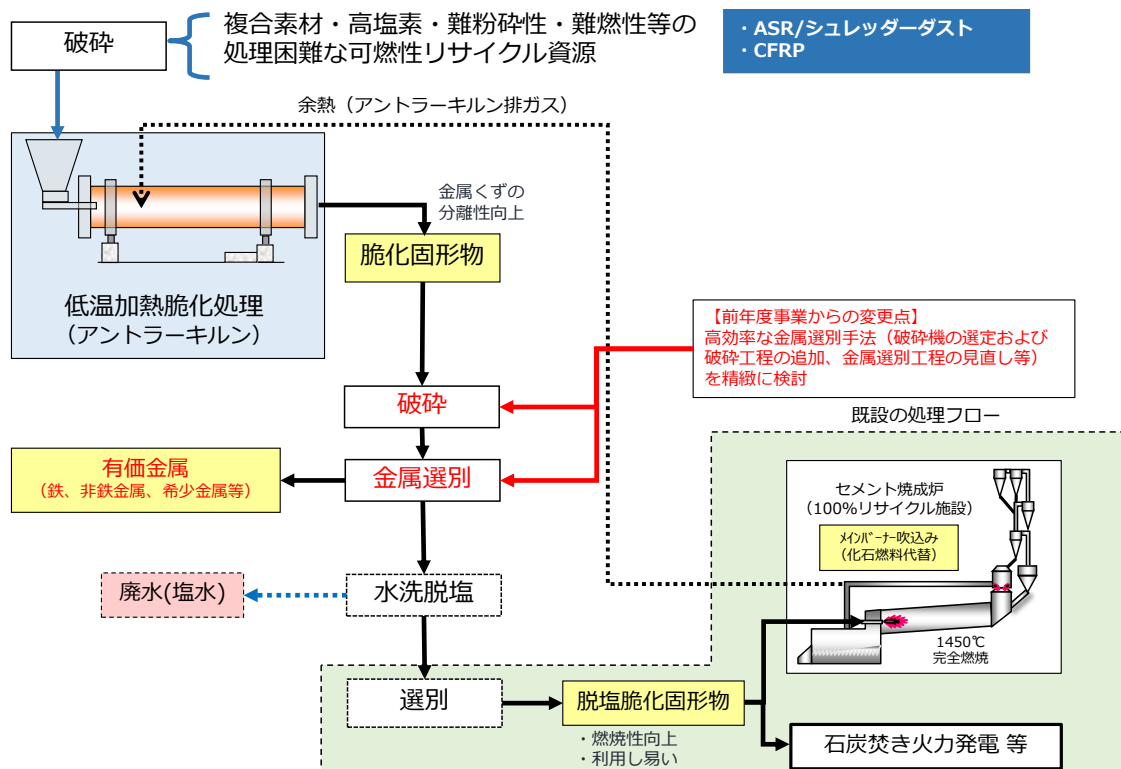 破砕
複合素材・高塩素・難粉砕性・難燃性等の
処理困難な可燃性リサイクル資源
・ASR/シュレッダーダスト
・CFRP
余熱（アントラーキルン排ガス）
金属くずの
分離性向上
脆化固形物
低温加熱脆化処理
（アントラーキルン）
【前年度事業からの変更点】
高効率な金属選別手法（破砕機の選定および
破砕工程の追加、金属選別工程の見直し等）
を精緻に検討
破砕
既設の処理フロー
有価金属
（鉄、非鉄金属、希少金属等）
金属選別
セメント焼成炉
（100%リサイクル施設）
ﾒｲﾝﾊﾞｰﾅｰ吹込み
（化石燃料代替）
廃水(塩水)
水洗脱塩
1450℃
完全燃焼
選別
脱塩脆化固形物
・燃焼性向上
・利用し易い
石炭焚き火力発電 等